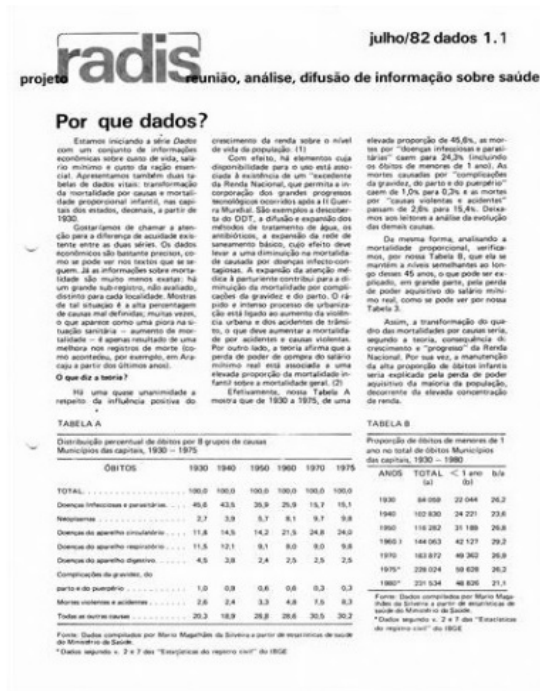 julho/82 dados 1.1
radis
projeto reunião, análise, difusão de informação sobre saúde
Por que dados?
Estamos iniciando a série Dados
com um conjunto de informações
econômicas sobre custo de vida, salá-
rio mínimo e custo da ração essen-
cial. Apresentamos também duas ta-
belas de dados vitais: transformação
da mortalidade por causas e mortali-
dade proporcional infantil, nas capi-
tais dos estados, decenais, a partir de
1930.
Gostaríamos de chamar a aten-
ção para a diferença de acuidade exis-
tente entre as duas séries. Os dados
econômicos são bastante precisos, co-
mo se pode ver nos textos que se se-
guem. Já as informações sobre morta-
lidade são muito menos exatas: há
um grande sub-registro, não avaliado,
distinto para cada localidade. Mostras
de tal situação é a alta percentagem
de causas mal definidas; muitas vezes,
o que aparece como uma piora na si-
tuação sanitária — aumento de mor-
talidade — é apenas resultado de uma
melhora nos registros de morte (co-
mo aconteceu, por exemplo, em Ara-
caju a partir dos últimos anos).
O que diz a teoria?
Há uma quase unanimidade a
respeito da influência positiva do
crescimento da renda sobre o nível
de vida da população. (1)
Com efeito, há elementos cuja
disponibilidade para o uso está asso-
ciada à existência de um "excedente
da Renda Nacional, que permita a in-
corporação dos grandes progressos
tecnológicos ocorridos após a II Guer-
ra Mundial. São exemplos a descober-
ta do DDT, a difusão e expansão dos
métodos de tratamento de água, os
antibióticos, a expansão da rede de
saneamento básico, cujo efeito deve
levar a uma diminuição na mortalida-
de causada por doenças infecto-con-
tagiosas. A expansão da atenção mé-
dica à parturiente contribui para a di-
minuição da mortalidade por compli-
cações da gravidez e do parto. O rá-
pido e intenso processo de urbaniza-
ção está ligado ao aumento da violên-
cia urbana e dos acidentes de trânsi-
to, o que deve aumentar a mortalida-
de por acidentes e causas violentas.
Por outro lado, a teoria afirma que a
perda de poder de compra do salário
mínimo real está associada a uma
elevada proporção da mortalidade in-
fantil sobre a mortalidade geral. (2)
Efetivamente, nossa Tabela A
mostra que de 1930 a 1975, de uma
elevada proporção de 45,6%, as mor-
tes por "doenças infecciosas e parasi-
tárias" caem para 24,3% (incluindo
os óbitos de menores de 1 ano). As
mortes causadas por "complicações
da gravidez, do parto e do puerpério"
caem de 1,0% para 0,3% e as mortes
por "causas violentas e acidentes"
passam de 2,6% para 15,4%. Deixa-
mos aos leitores a análise da evolução
das demais causas.
Da mesma forma, analisando a
mortalidade proporcional, verifica-
mos, por nossa Tabela B, que ela se
mantém a níveis semelhantes ao lon-
go desses 45 anos, o que pode ser ex-
plicado, em grande parte, pela perda
de poder aquisitivo do salário míni-
mo real, como se pode ver por nossa
Tabela 3.
Assim, a transformação do qua-
dro das mortalidades por causas seria,
segundo a teoria, conseqüência di-
crescimento e "progresso" da Renda
Nacional. Por sua vez, a manutenção
da alta proporção de óbitos infantis
seria explicada pela perda de poder
aquisitivo da maioria da população,
decorrente da elevada concentração
de renda.
TABELA A
Distribuição percentual de óbitos por 8 grupos de causas
Municípios das capitais, 1930 — 1975
ÓBITOS 1930 1940 1950 1960 1970 1975
TOTAL 100,0 100,0 100,0 100,0 100,0 100,0
Doenças infecciosas e parasitárias 45,6 43,5 35,9 25,9 15,7 15,1
Neoplasmas 2,7 3,9 5,7 8,1 9,7 9,8
Doenças do aparelho circulatório 11,8 14,5 14,2 21,5 24,8 24,0
Doenças do aparelho respiratório 11,5 12,1 9,1 8,0 9,0 9,8
Doenças do aparelho digestivo 4,5 3,8 2,4 2,5 2,5 2,5
Complicações da gravidez, do
parto e do puerpério 1,0 0,9 0,6 0,6 0,3 0,3
Mortes violentas e acidentes 2,6 2,4 3,3 4,8 7,5 8,3
Todas as outras causas 20,3 18,9 28,8 28,6 30,5 30,2
Fonte: Dados compilados por Mario Magalhães da Silveira a partir de estatísticas de saúde
do Ministério da Saúde.
*Dados segundo v. 2 e 7 das "Estatísticas do registro civil" do IBGE
TABELA B
Proporção de óbitos de menores de 1
ano no total de óbitos Municípios
das capitais, 1930 — 1980
ANOS TOTAL < 1 ano b/a
(a) (b)
1930 84 059 22 044 26,2
1940 102 830 24 221 23,6
1950 116 282 31 189 26,8
1960 144 063 42 127 29,2
1970 183 872 49 362 26,8
1975* 228 024 59 628 26,2
1980* 231 534 48 826 21,1
Fonte: Dados compilados por Mario Maga-
lhães da Silveira a partir de estatísticas de
saúde do Ministério da Saúde.
*Dados segundo v. 2 e 7 das "Estatísticas
do registro civil" do IBGE